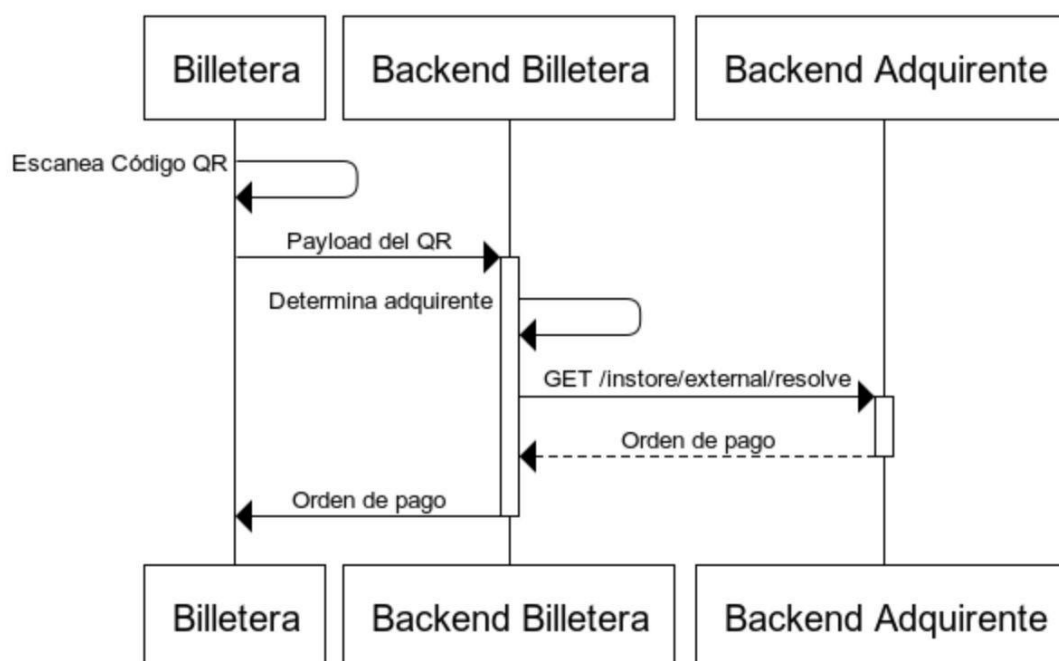 Billetera
Backend Billetera
Backend Adquirente
Escanea Código QR
Payload del QR
Determina adquirente
GET /instore/external/resolve
Orden de pago
Orden de pago
Billetera
Backend Billetera
Backend Adquirente